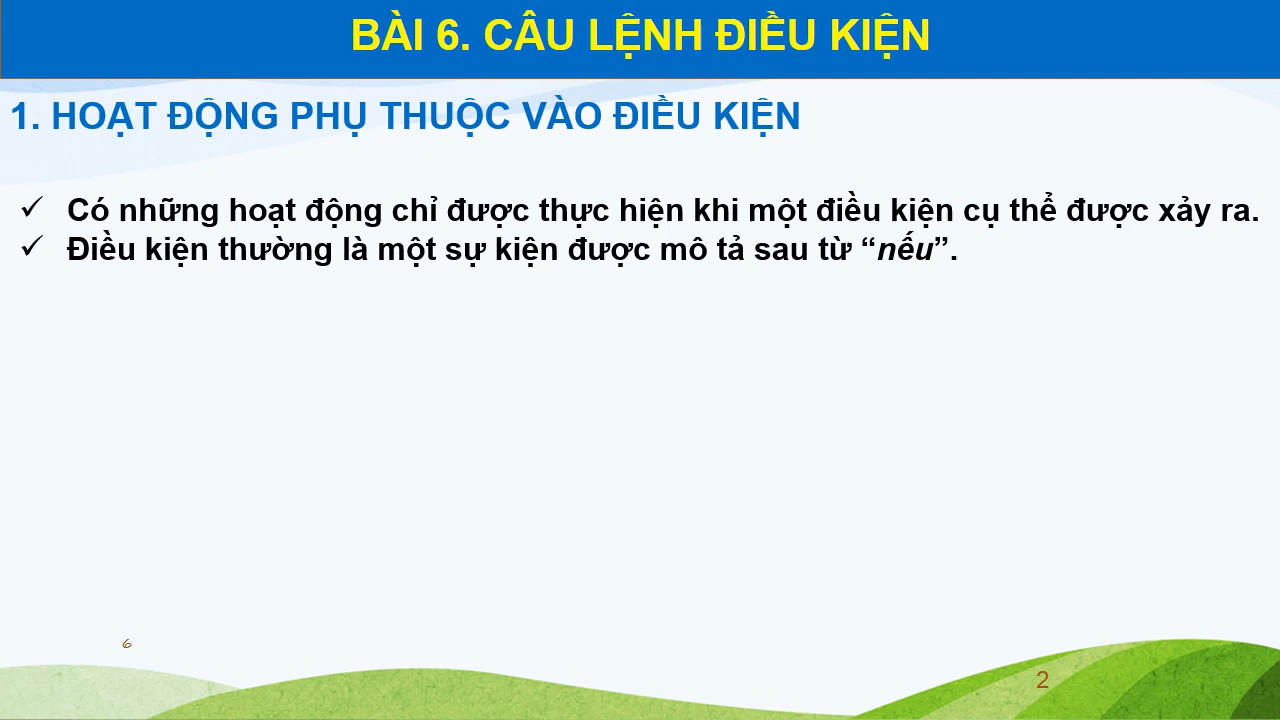 BÀI 6. CÂU LỆNH ĐIỀU KIỆN
1. HOẠT ĐỘNG PHỤ THUỘC VÀO ĐIỀU KIỆN
✓ Có những hoạt động chỉ được thực hiện khi một điều kiện cụ thể được xảy ra.
✓ Điều kiện thường là một sự kiện được mô tả sau từ “nếu”.
6
2